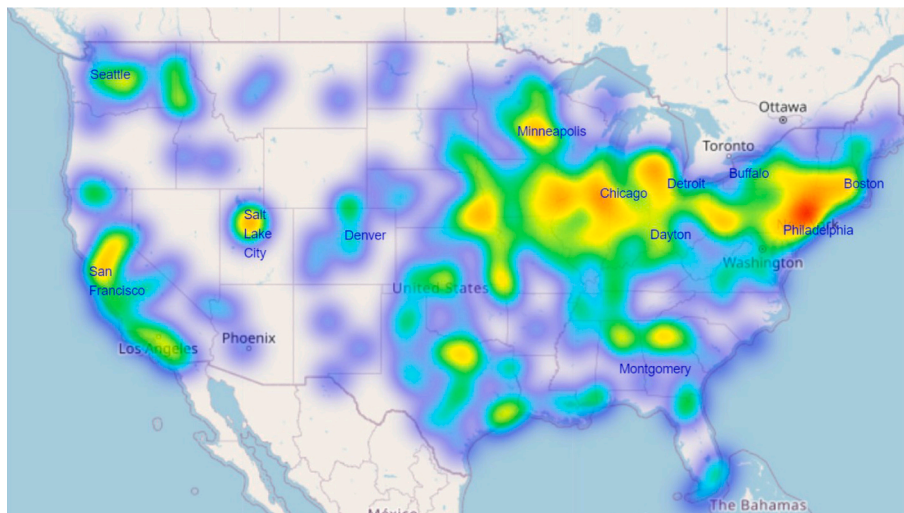 Seattle
Ottawa
Minneapolis
Toronto
Buffalo
Detroit
Boston
Chicago
Salt
Lake
City
Denver
Dayton
Philadelphia
Washington
San
Francisco
United States
Phoenix
Los Angeles
Montgomery
The Bahamas
México